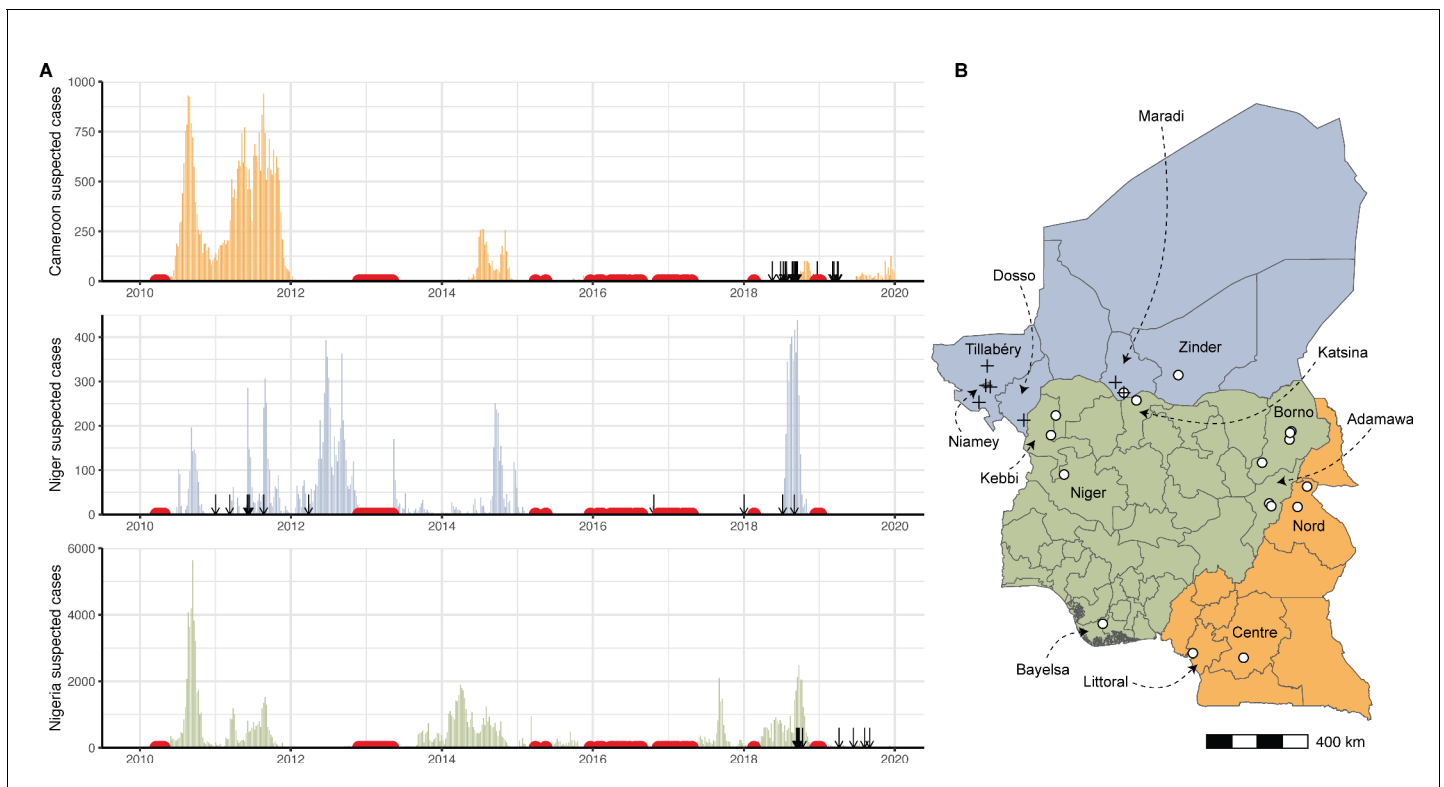 A
Cameroon suspected cases
1000
750
500
250
0
2010 2012 2014 2016 2018 2020
Niger suspected cases
400
300
200
100
0
2010 2012 2014 2016 2018 2020
Nigeria suspected cases
6000
4000
2000
0
2010 2012 2014 2016 2018 2020
B
Maradi
Dosso
Tillabéry
Zinder
Katsina
Borno
Adamawa
Niamey
Kebbi
Niger
Nord
Centre
Bayelsa
Littoral
400 km